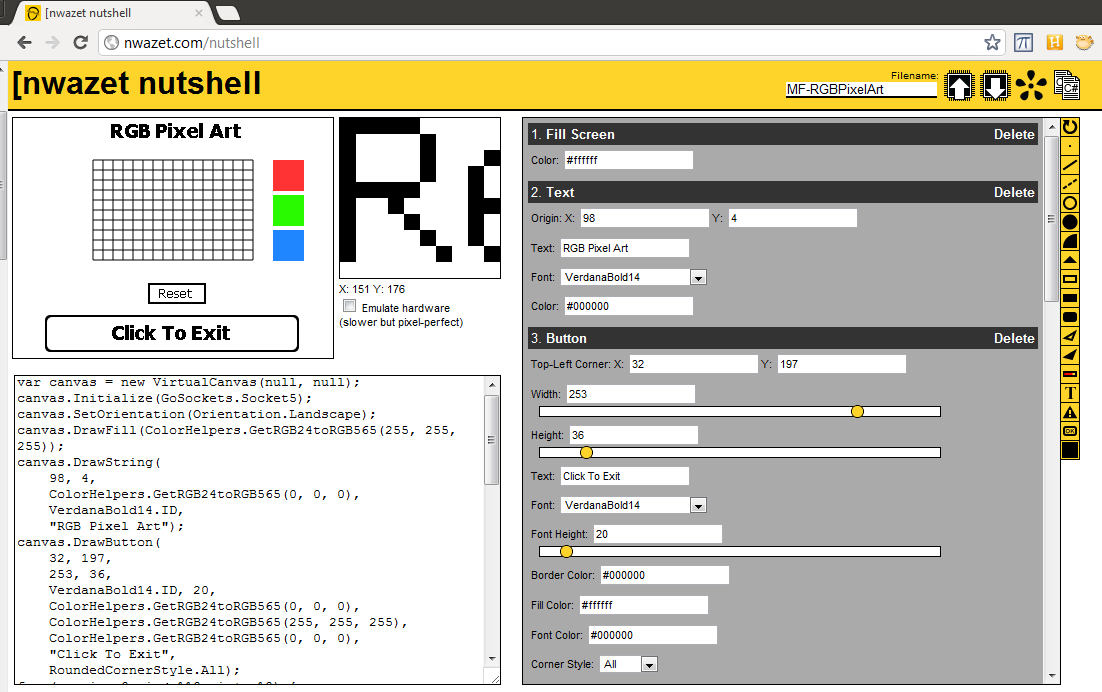 [nwazet nutshell
nwazet.com/nutshell
[nwazet nutshell
Filename:
MF-RGBPixelArt
C#
RGB Pixel Art
Reset
Click To Exit
X: 151 Y: 176
Emulate hardware
(slower but pixel-perfect)
var canvas = new VirtualCanvas(null, null);
canvas.Initialize(GoSockets.Socket5);
canvas.SetOrientation(Orientation.Landscape);
canvas.DrawFill(ColorHelpers.GetRGB24toRGB565(255, 255,
255));
canvas.DrawString(
98, 4,
ColorHelpers.GetRGB24toRGB565(0, 0, 0),
VerdanaBold14.ID,
"RGB Pixel Art");
canvas.DrawButton(
32, 197,
253, 36,
VerdanaBold14.ID, 20,
ColorHelpers.GetRGB24toRGB565(0, 0, 0),
ColorHelpers.GetRGB24toRGB565(255, 255, 255),
ColorHelpers.GetRGB24toRGB565(0, 0, 0),
"Click To Exit",
RoundedCornerStyle.All);
1. Fill Screen Delete
Color: #ffffff
2. Text Delete
Origin: X: 98 Y: 4
Text: RGB Pixel Art
Font: VerdanaBold14
Color: #000000
3. Button Delete
Top-Left Corner: X: 32 Y: 197
Width: 253
Height: 36
Text: Click To Exit
Font: VerdanaBold14
Font Height: 20
Border Color: #000000
Fill Color: #ffffff
Font Color: #000000
Corner Style: All
T
OK